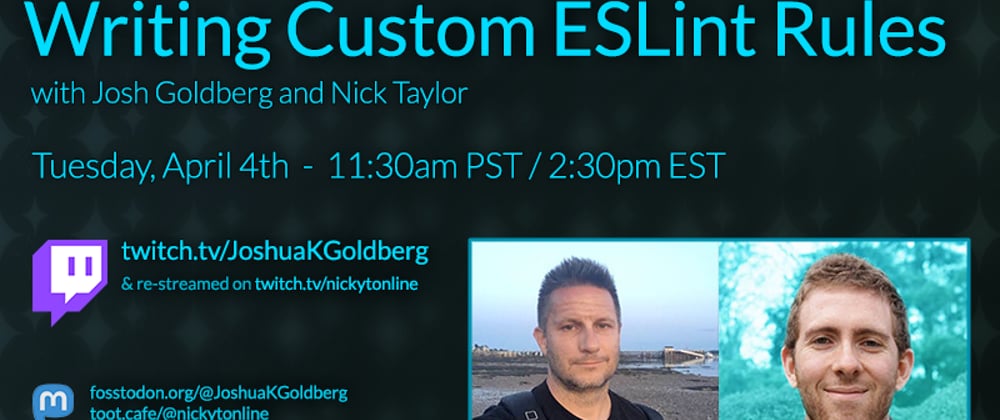 Writing Custom ESLint Rules
with Josh Goldberg and Nick Taylor
Tuesday, April 4th - 11:30am PST / 2:30pm EST
twitch.tv/JoshuaKGoldberg
& re-streamed on twitch.tv/nickytonline
fosstodon.org/@JoshuaKGoldberg
toot.cafe/@nickytonline